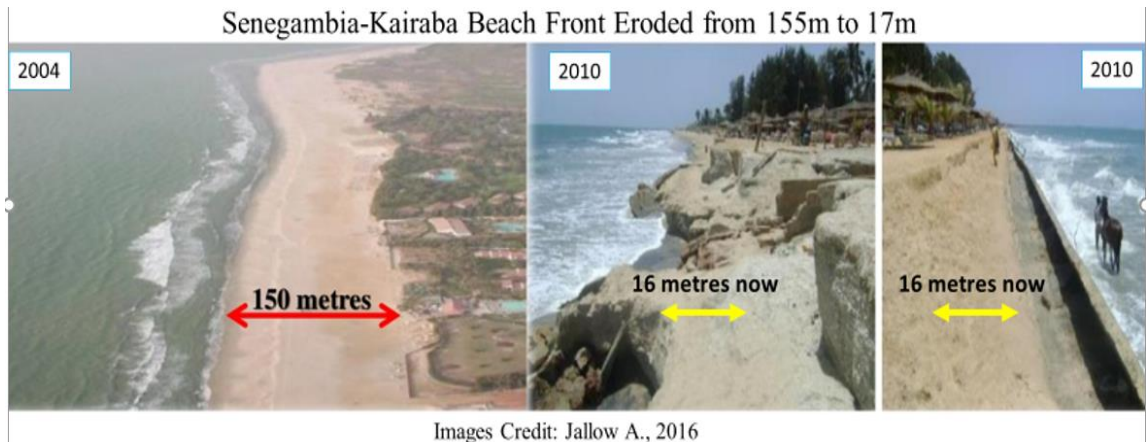 Senegambia-Kairaba Beach Front Eroded from 155m to 17m
2004
2010
2010
150 metres
16 metres now
16 metres now
Images Credit: Jallow A., 2016